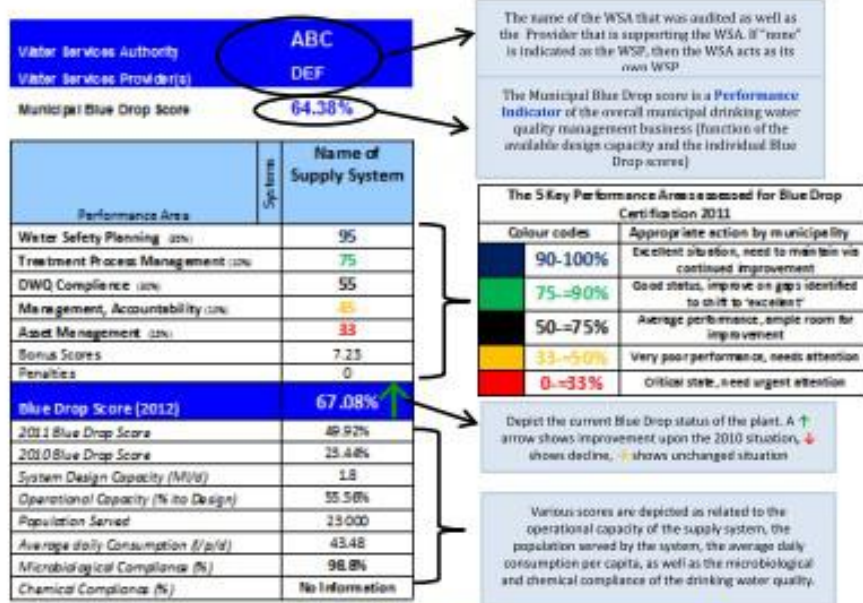 Water Services Authority ABC
Water Services Provider(s) DEF
Municipal Blue Drop Score 64.38%
The name of the WSA that was audited as well as
the Provider that is supporting the WSA. If "none"
is indicated as the WSP, then the WSA acts as its
own WSP
The Municipal Blue Drop score is a Performance
Indicator of the overall municipal drinking water
quality management business (function of the
available design capacity and the individual Blue
Drop scores)
Performance Area
Systems
Name of
Supply System
Water Safety Planning (35%) 95
Treatment Process Management (10%) 75
DWQ Compliance (30%) 55
Management, Accountability (10%)
Asset Management (15%) 33
Bonus Scores 7.23
Penalties 0
Blue Drop Score (2012) 67.08% ↑
2011 Blue Drop Score 49.92%
2010 Blue Drop Score 23.44%
System Design Capacity (Ml/d) 1.8
Operational Capacity (% ito Design) 55.56%
Population Served 23 000
Average daily Consumption (l/p/d) 43.48
Microbiological Compliance (%) 98.8%
Chemical Compliance (%) No Information
The 5 Key Performance Areas assessed for Blue Drop
Certification 2011
Colour codes Appropriate action by municipality
90-100% Excellent situation, need to maintain via
continued improvement
75-=90% Good status, improve on gaps identified
to shift to 'excellent'
50-=75% Average performance, ample room for
improvement
33-=50% Very poor performance, needs attention
0-=33% Critical state, need urgent attention
Depict the current Blue Drop status of the plant. A ↑
arrow shows improvement upon the 2010 situation, ↓
shows decline, shows unchanged situation
Various scores are depicted as related to the
operational capacity of the supply system, the
population served by the system, the average daily
consumption per capita, as well as the microbiological
and chemical compliance of the drinking water quality.